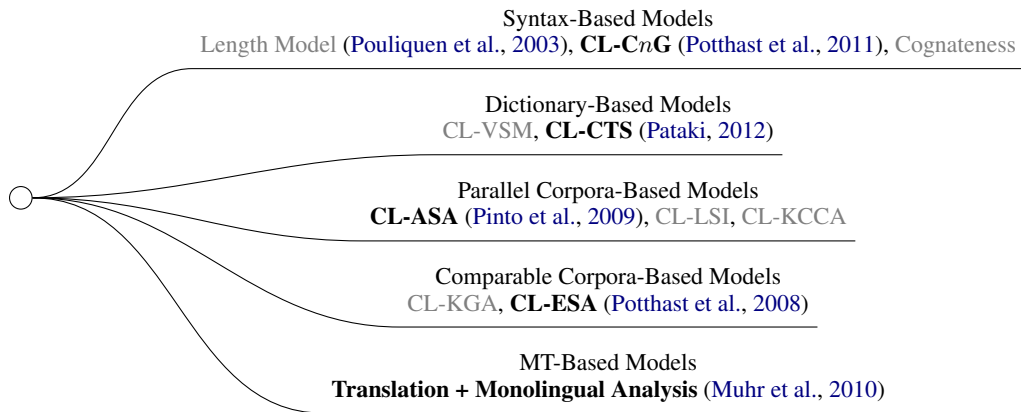 Syntax-Based Models
Length Model (Pouliquen et al., 2003), CL-CnG (Potthast et al., 2011), Cognateness
Dictionary-Based Models
CL-VSM, CL-CTS (Pataki, 2012)
Parallel Corpora-Based Models
CL-ASA (Pinto et al., 2009), CL-LSI, CL-KCCA
Comparable Corpora-Based Models
CL-KGA, CL-ESA (Potthast et al., 2008)
MT-Based Models
Translation + Monolingual Analysis (Muhr et al., 2010)